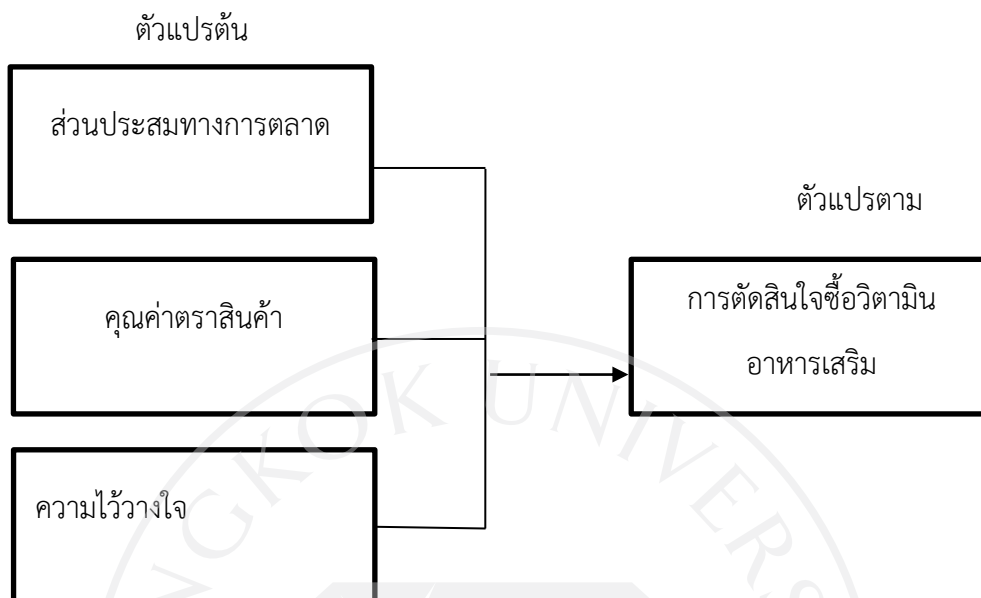 ตัวแปรต้น
ส่วนประสมทางการตลาด
ตัวแปรตาม
คุณค่าตราสินค้า
การตัดสินใจซื้อวิตามิน
อาหารเสริม
ความไว้วางใจ
NGKOK UNIVERS